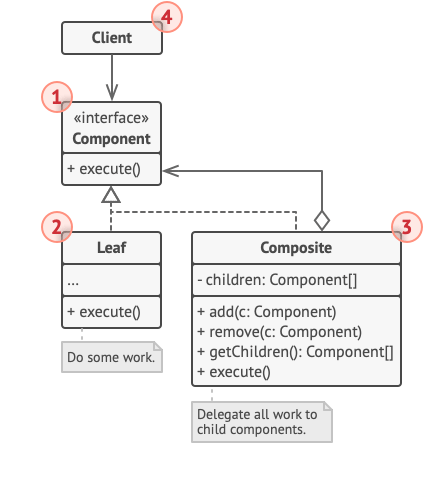 4
Client
1
«interface»
Component
+ execute()
2
Leaf
...
+ execute()
Do some work.
3
Composite
- children: Component[]
+ add(c: Component)
+ remove(c: Component)
+ getChildren(): Component[]
+ execute()
Delegate all work to
child components.